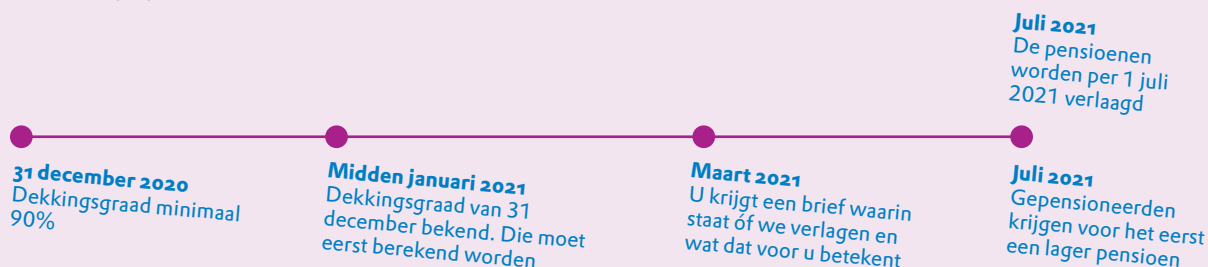 31 december 2020
Dekkingsgraad minimaal
90%
Midden januari 2021
Dekkingsgraad van 31
december bekend. Die moet
eerst berekend worden
Maart 2021
U krijgt een brief waarin
staat óf we verlagen en
wat dat voor u betekent
Juli 2021
De pensioenen
worden per 1 juli
2021 verlaagd
Juli 2021
Gepensioneerden
krijgen voor het eerst
een lager pensioen